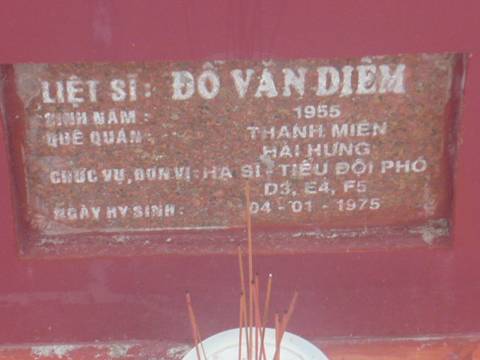 LIỆT SĨ: ĐỖ VĂN DIỄM
SINH NĂM: 1955
QUÊ QUÁN: THANH MIỆN
HẢI HƯNG
CHỨC VỤ, ĐƠN VỊ: HẠ SĨ - TIỂU ĐỘI PHÓ
D3, E4, F5
NGÀY HY SINH: 04 - 01 - 1975